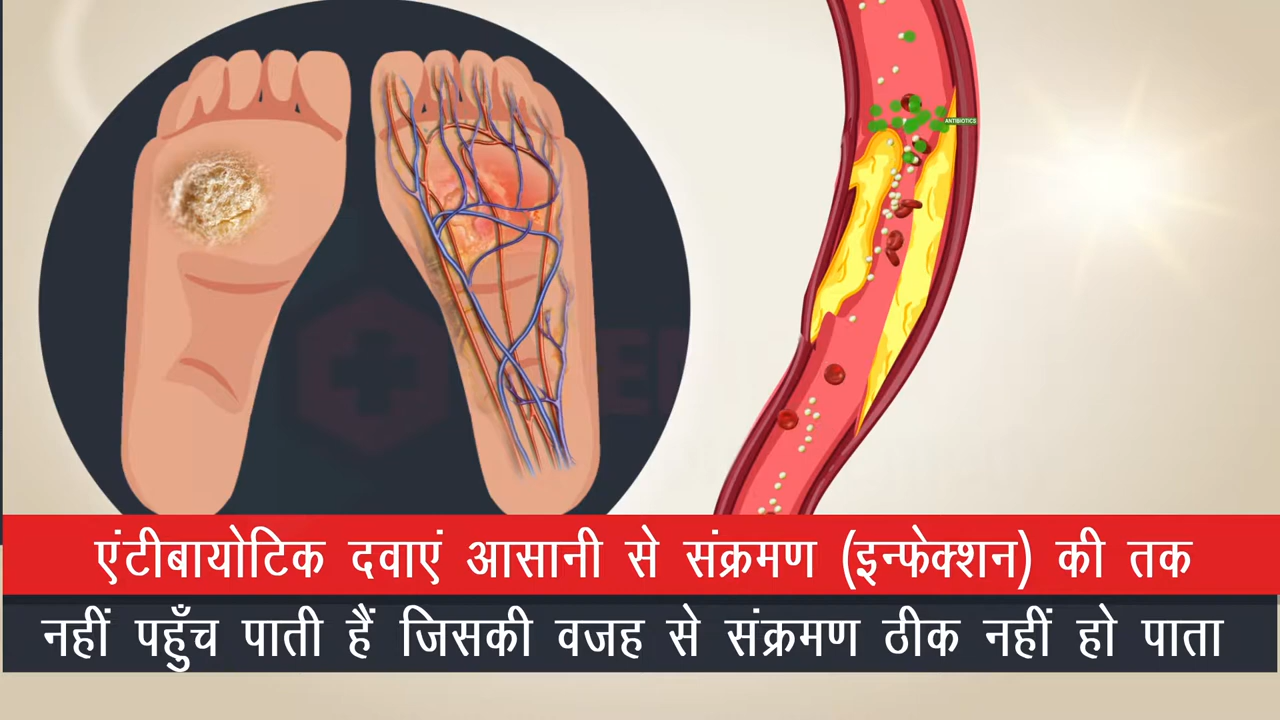 ANTIBIOTICS
एंटीबायोटिक दवाएं आसानी से संक्रमण (इन्फेक्शन) की तक
नहीं पहुँच पाती हैं जिसकी वजह से संक्रमण ठीक नहीं हो पाता